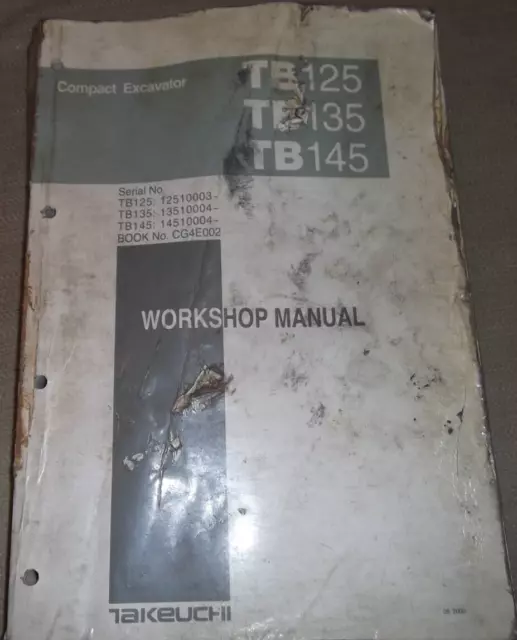 Compact Excavator
TB125
TB135
TB145
Serial No.
TB125: 12510003~
TB135: 13510004~
TB145: 14510004~
BOOK No. CG4E002
WORKSHOP MANUAL
TAKEUCHI